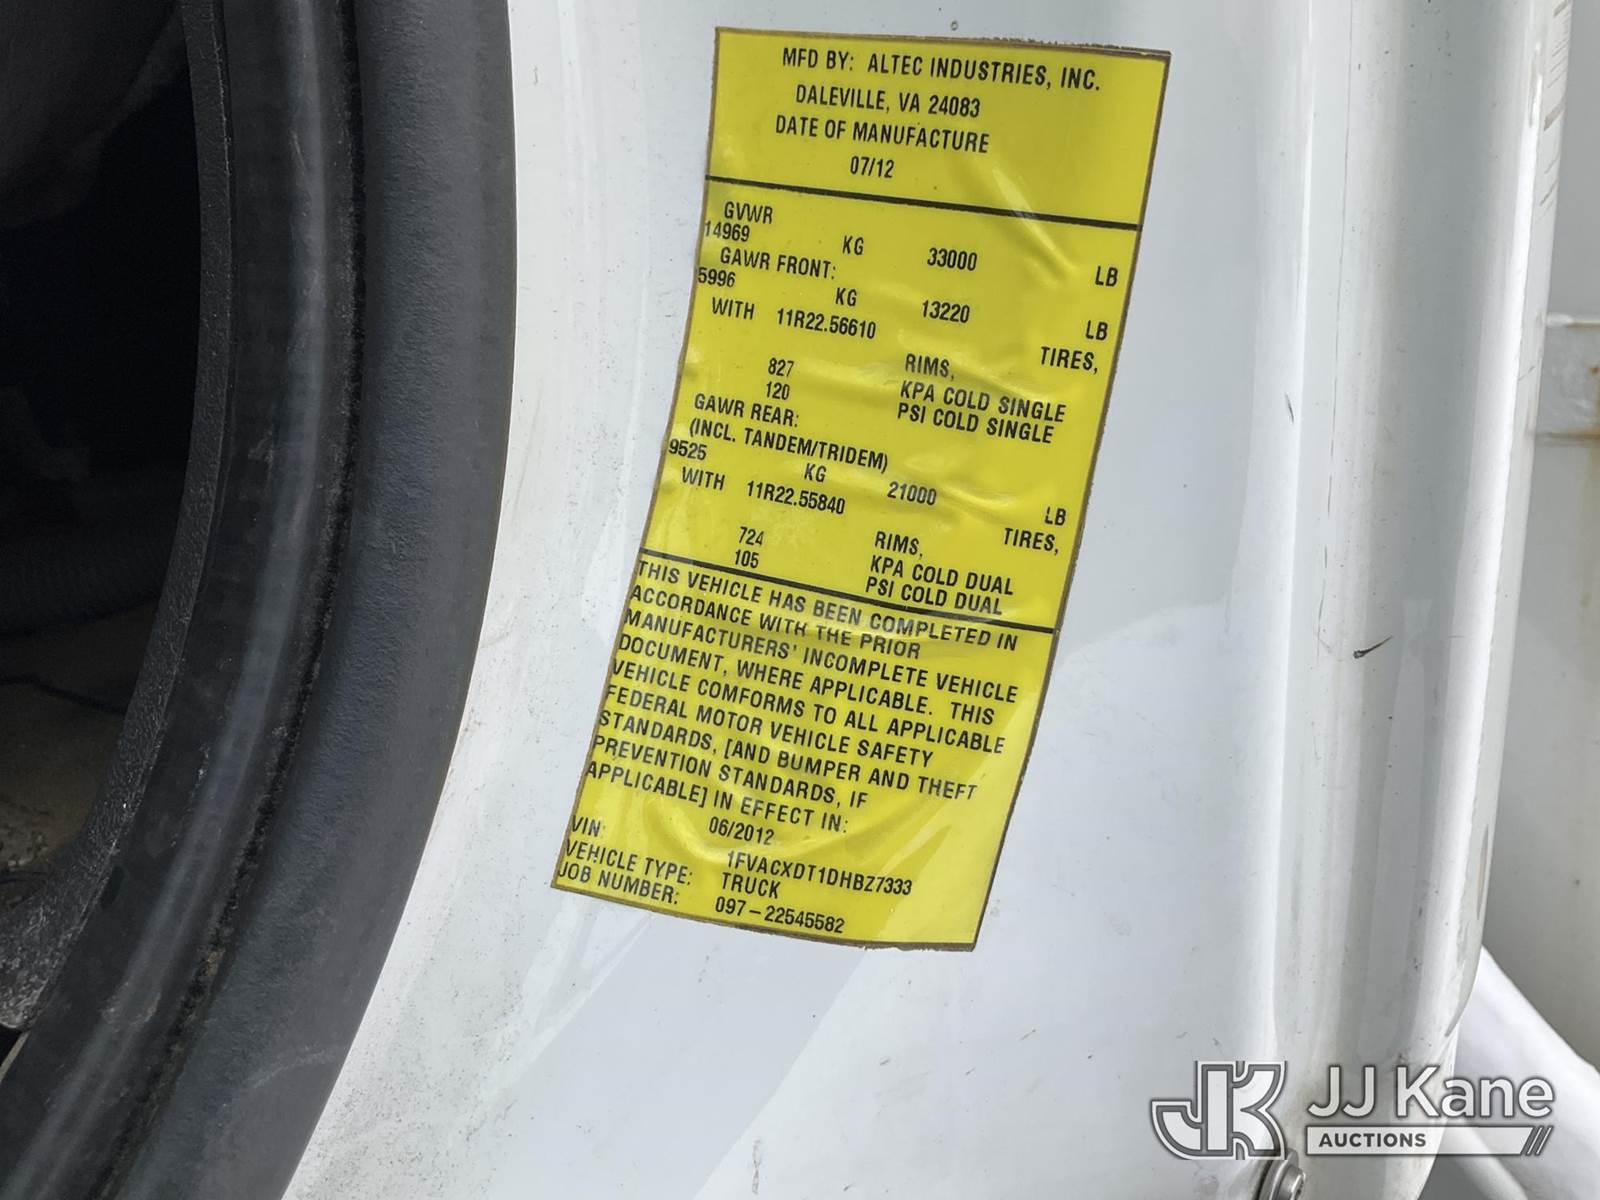 MFD BY: ALTEC INDUSTRIES, INC.
DALEVILLE, VA 24083
DATE OF MANUFACTURE
07/12
GVWR
14969 KG 33000 LB
GAWR FRONT:
5996 KG 13220 LB
WITH 11R22.56610 TIRES,
RIMS,
827 KPA COLD SINGLE
120 PSI COLD SINGLE
GAWR REAR:
(INCL. TANDEM/TRIDEM)
9525 KG 21000 LB
WITH 11R22.55840 TIRES,
RIMS,
724 KPA COLD DUAL
105 PSI COLD DUAL
THIS VEHICLE HAS BEEN COMPLETED IN
ACCORDANCE WITH THE PRIOR
MANUFACTURERS' INCOMPLETE VEHICLE
DOCUMENT, WHERE APPLICABLE. THIS
VEHICLE COMFORMS TO ALL APPLICABLE
FEDERAL MOTOR VEHICLE SAFETY
STANDARDS, [AND BUMPER AND THEFT
PREVENTION STANDARDS, IF
APPLICABLE] IN EFFECT IN:
06/2012
VIN: 1FVACXDT1DHBZ7333
VEHICLE TYPE: TRUCK
JOB NUMBER: 097-22545582
JK JJ Kane
AUCTIONS